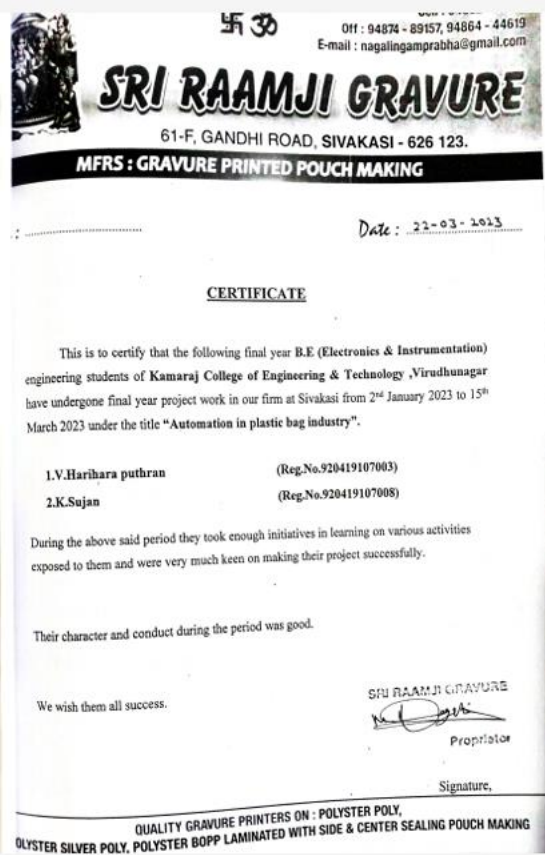 卐 ॐ
Off : 94874 - 89157, 94864 - 44619
E-mail : nagalingamprabha@gmail.com
SRI RAAMJI GRAVURE
61-F, GANDHI ROAD, SIVAKASI - 626 123.
MFRS : GRAVURE PRINTED POUCH MAKING
Date : 22-03-2023
CERTIFICATE
This is to certify that the following final year B.E (Electronics & Instrumentation)
engineering students of Kamaraj College of Engineering & Technology ,Virudhunagar
have undergone final year project work in our firm at Sivakasi from 2nd January 2023 to 15th
March 2023 under the title “Automation in plastic bag industry”.
1.V.Harihara puthran (Reg.No.920419107003)
2.K.Sujan (Reg.No.920419107008)
During the above said period they took enough initiatives in learning on various activities
exposed to them and were very much keen on making their project successfully.
Their character and conduct during the period was good.
We wish them all success.
SRI RAAMJI GRAVURE
Proprietor
Signature,
QUALITY GRAVURE PRINTERS ON : POLYSTER POLY,
OLYSTER SILVER POLY, POLYSTER BOPP LAMINATED WITH SIDE & CENTER SEALING POUCH MAKING